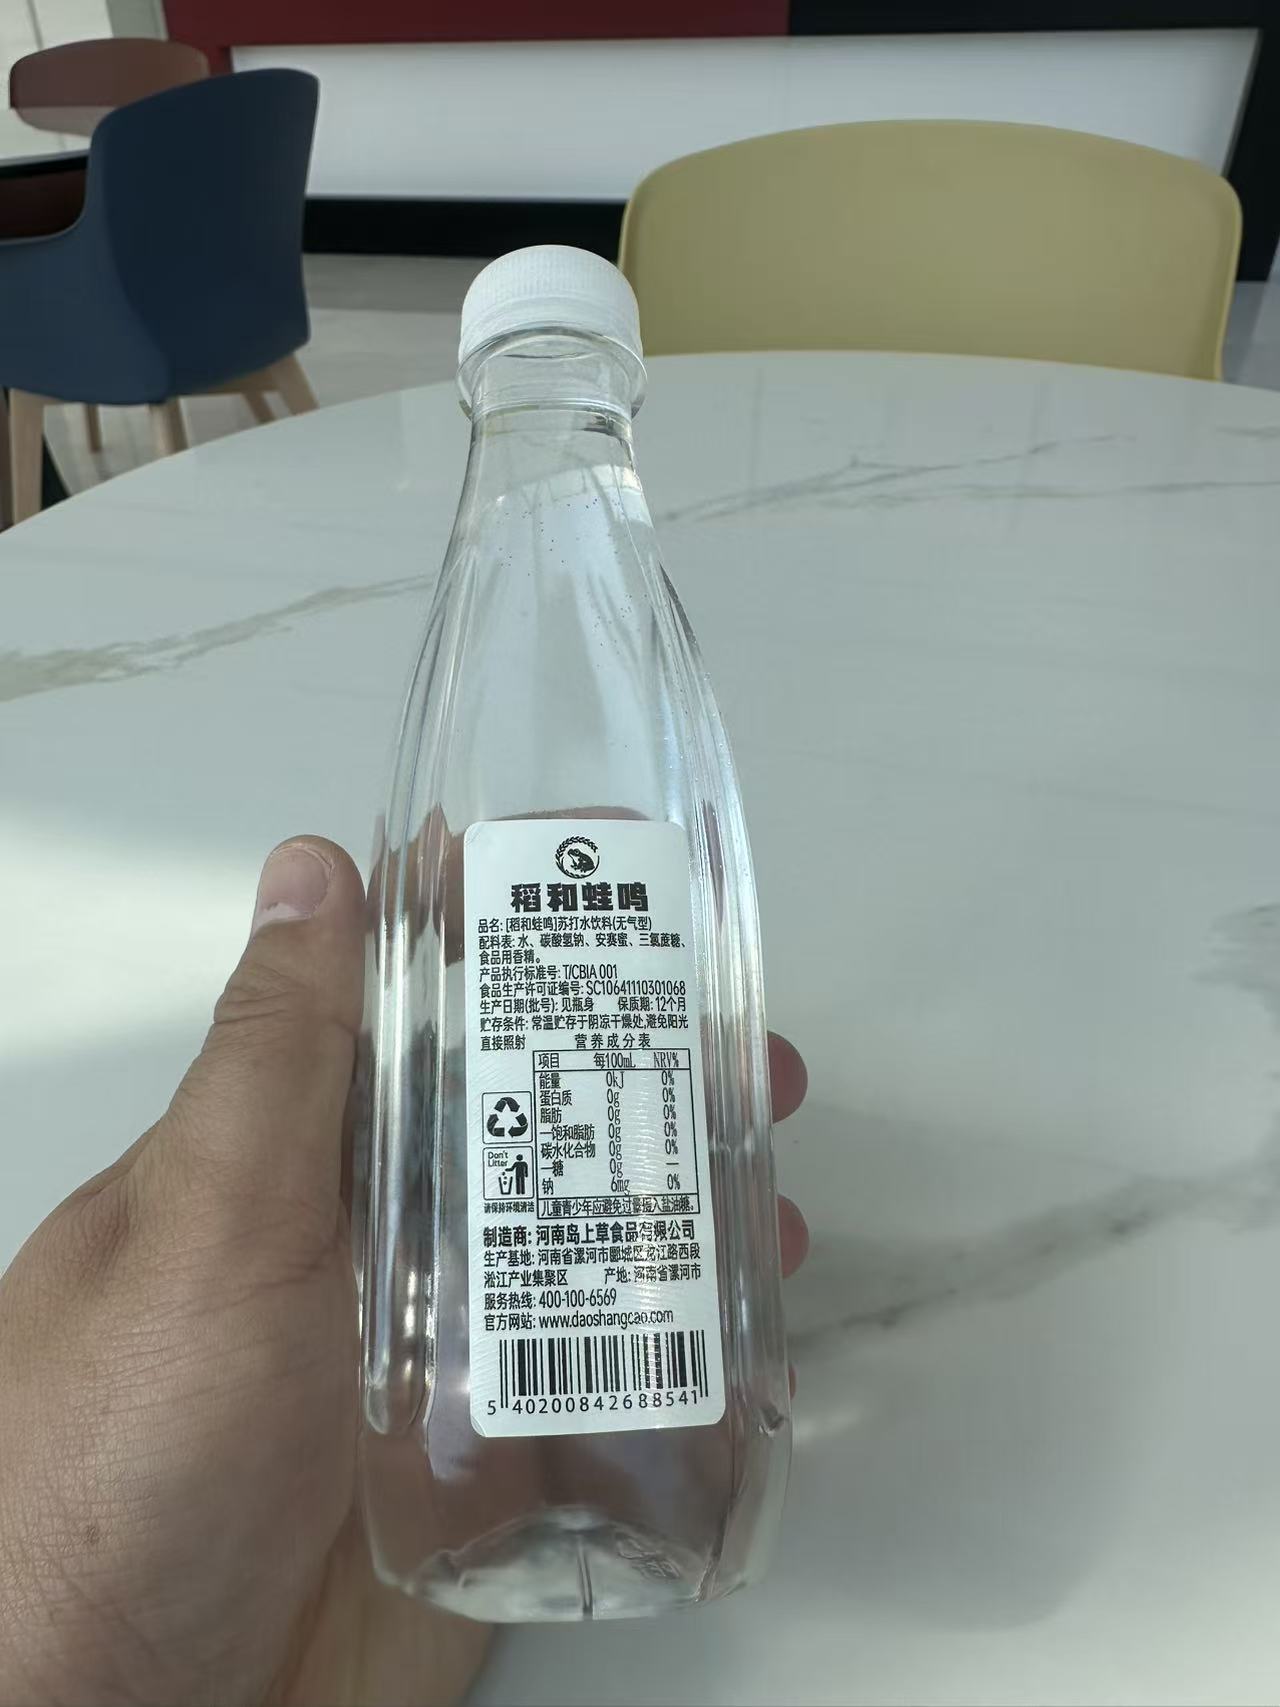 稻和蛙鸣
品名: [稻和蛙鸣]苏打水饮料(无气型)
配料表: 水、碳酸氢钠、安赛蜜、三氯蔗糖、
食品用香精。
产品执行标准号: T/CBIA 001
食品生产许可证编号: SC10641110301068
生产日期(批号): 见瓶身 保质期: 12个月
贮存条件: 常温贮存于阴凉干燥处,避免阳光
直接照射
营养成分表
项目 每100mL NRV%
能量 0kJ 0%
蛋白质 0g 0%
脂肪 0g 0%
—饱和脂肪 0g 0%
碳水化合物 0g 0%
—糖 0g —
钠 6mg 0%
儿童青少年应避免过量摄入盐油糖。
Don't
Litter
请保持环境清洁
制造商: 河南岛上草食品有限公司
生产基地: 河南省漯河市郾城区龙江路西段
淞江产业集聚区 产地: 河南省漯河市
服务热线: 400-100-6569
官方网站: www.daoshangcao.com
5 402008 42688541